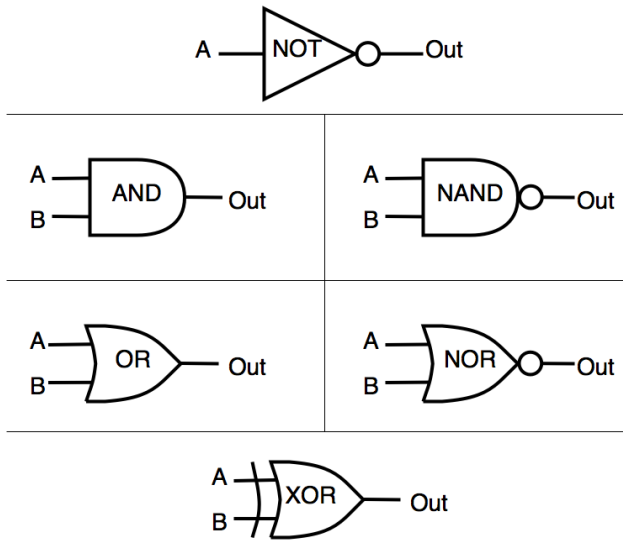 A NOT Out
A AND Out
B
A NAND Out
B
A OR Out
B
A NOR Out
B
A XOR Out
B